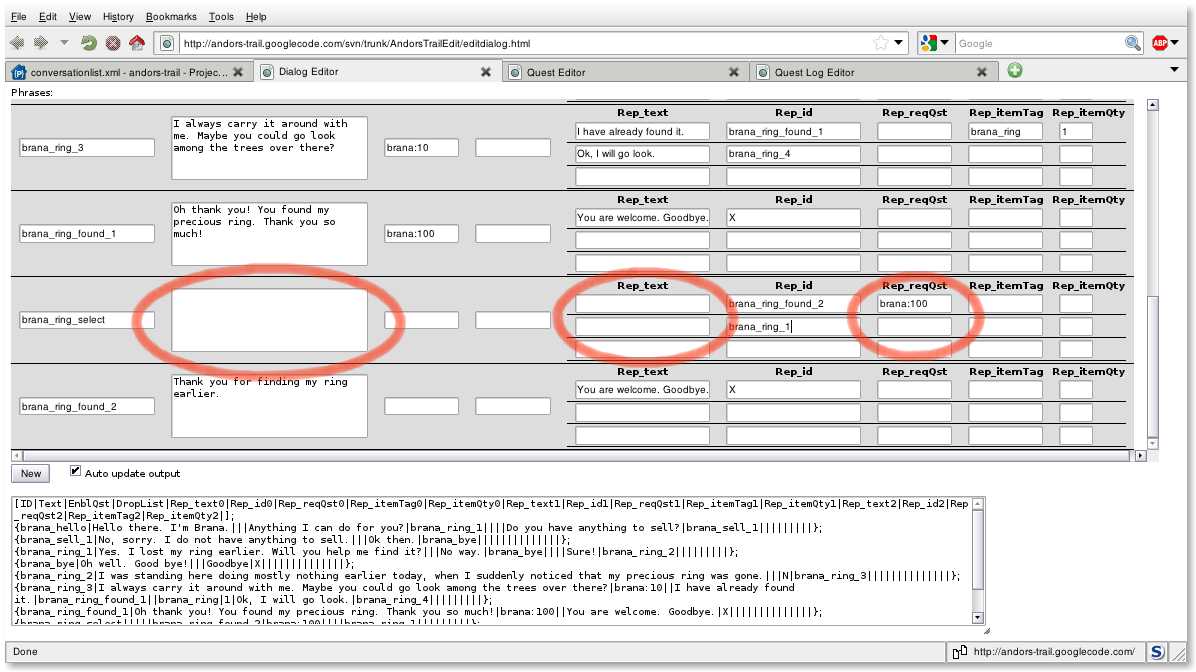 File Edit View History Bookmarks Tools Help
http://andors-trail.googlecode.com/svn/trunk/AndorsTrailEdit/editdialog.html
Google
ABP
conversationlist.xml - andors-trail - Projec...
Dialog Editor
Quest Editor
Quest Log Editor
Phrases:
Rep_text Rep_id Rep_reqQst Rep_itemTag Rep_itemQty
brana_ring_3
I always carry it around with
me. Maybe you could go look
among the trees over there?
brana:10
I have already found it. brana_ring_found_1 brana_ring 1
Ok, I will go look. brana_ring_4
Rep_text Rep_id Rep_reqQst Rep_itemTag Rep_itemQty
brana_ring_found_1
Oh thank you! You found my
precious ring. Thank you so
much!
brana:100
You are welcome. Goodbye. X
Rep_text Rep_id Rep_reqQst Rep_itemTag Rep_itemQty
brana_ring_select
brana_ring_found_2 brana:100
brana_ring_1
Rep_text Rep_id Rep_reqQst Rep_itemTag Rep_itemQty
brana_ring_found_2
Thank you for finding my ring
earlier.
You are welcome. Goodbye. X
New
Auto update output
[ID|Text|EnblQst|DropList|Rep_text0|Rep_id0|Rep_reqQst0|Rep_itemTag0|Rep_itemQty0|Rep_text1|Rep_id1|Rep_reqQst1|Rep_itemTag1|Rep_itemQty1|Rep_text2|Rep_id2|Rep
_reqQst2|Rep_itemTag2|Rep_itemQty2|];
{brana_hello|Hello there. I'm Brana.|||Anything I can do for you?|brana_ring_1||||Do you have anything to sell?|brana_sell_1|||||||||};
{brana_sell_1|No, sorry. I do not have anything to sell.|||Ok then.|brana_bye||||||||||||||};
{brana_ring_1|Yes. I lost my ring earlier. Will you help me find it?|||No way.|brana_bye||||Sure!|brana_ring_2|||||||||};
{brana_bye|Oh well. Good bye!|||Goodbye|X||||||||||||||};
{brana_ring_2|I was standing here doing mostly nothing earlier today, when I suddenly noticed that my precious ring was gone.|||N|brana_ring_3||||||||||||||};
{brana_ring_3|I always carry it around with me. Maybe you could go look among the trees over there?|brana:10||I have already found
it.|brana_ring_found_1||brana_ring|1|Ok, I will go look.|brana_ring_4|||||||||};
{brana_ring_found_1|Oh thank you! You found my precious ring. Thank you so much!|brana:100||You are welcome. Goodbye.|X||||||||||||||};
{brana_ring_select|||||brana_ring_found_2|brana:100||||brana_ring_1|||||||||};
Done
http://andors-trail.googlecode.com/
S